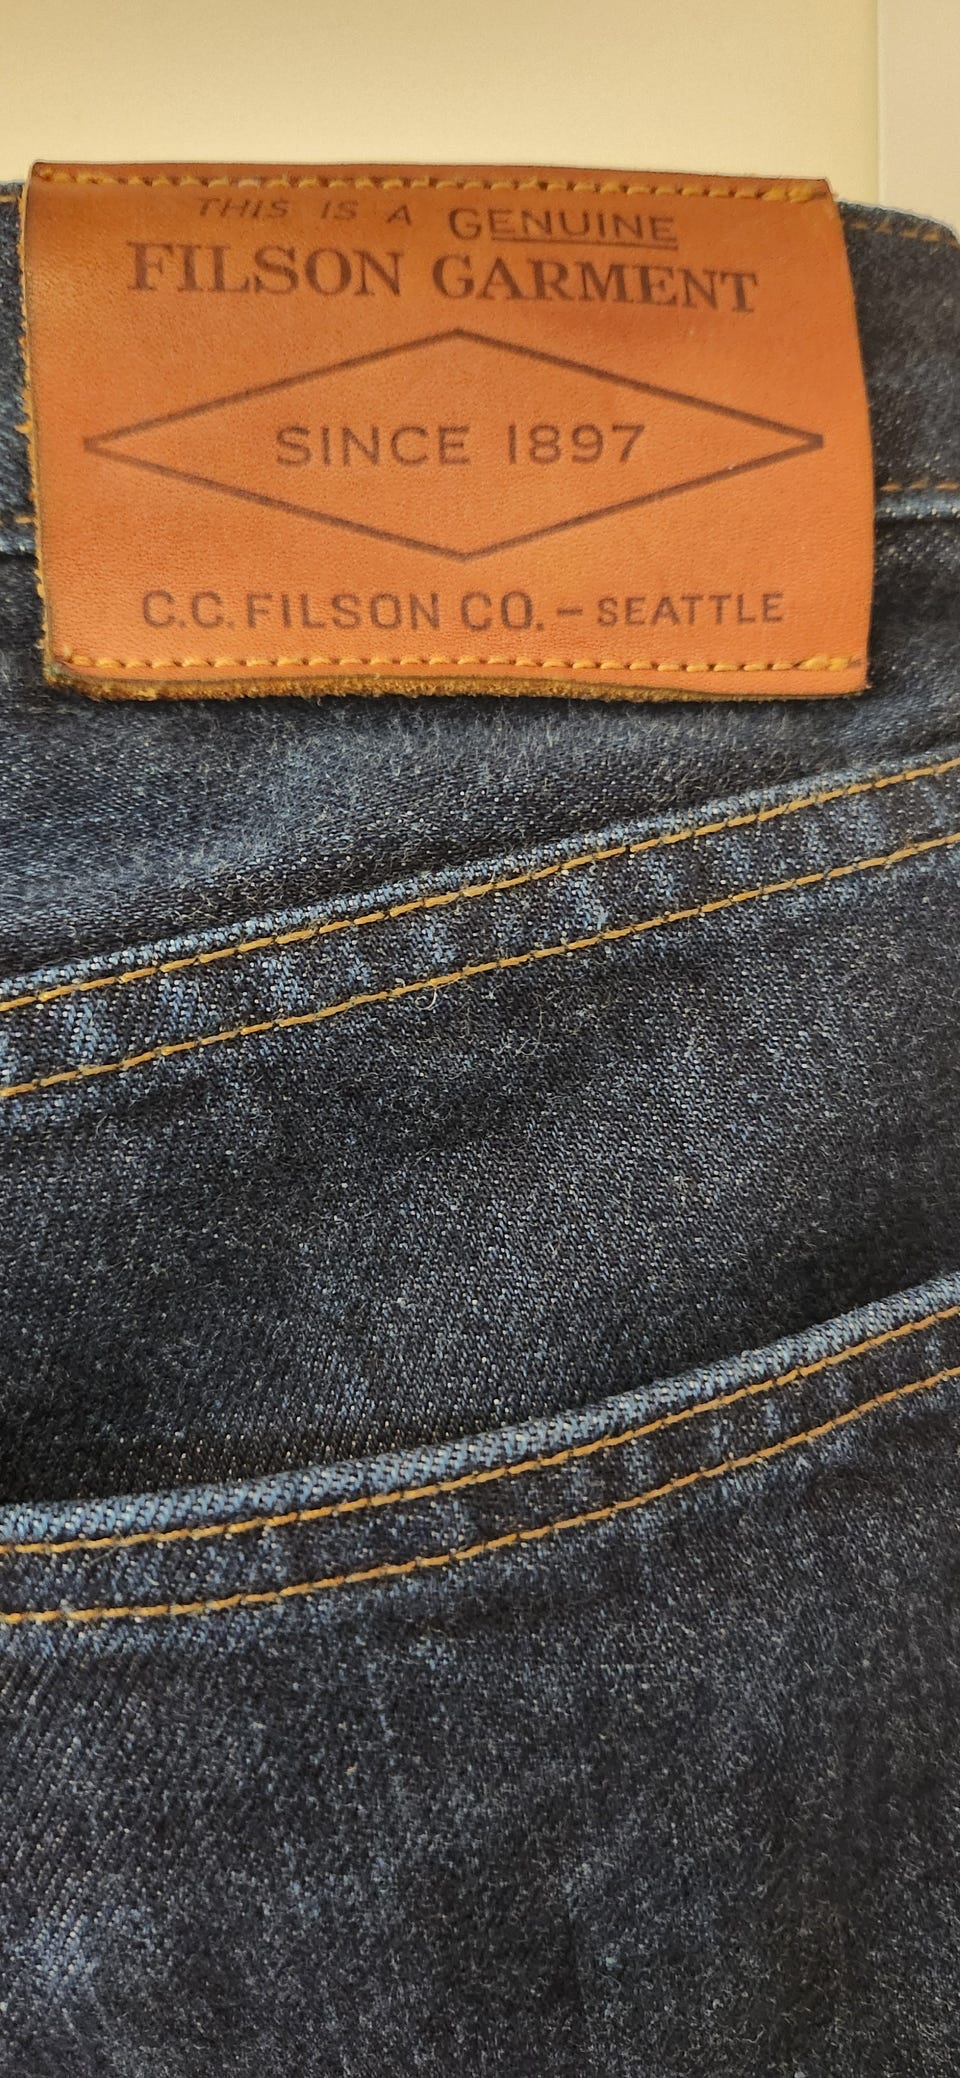 THIS IS A GENUINE
FILSON GARMENT
SINCE 1897
C.C. FILSON CO. – SEATTLE